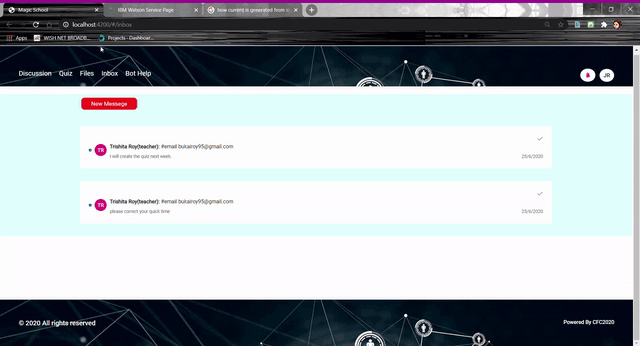 Magic School
IBM Watson Service Page
how current is generated from s
localhost:4200/#/inbox
Apps
WISH NET BROADB...
Projects - Dashboar...
Discussion
Quiz
Files
Inbox
Bot Help
JR
New Message
TR
Trishita Roy(teacher): #email bulkairoy95@gmail.com
I will create the quiz next week.
25/6/2020
TR
Trishita Roy(teacher): #email bulkairoy95@gmail.com
please correct your quick time
25/6/2020
© 2020 All rights reserved
Powered By CFC2020